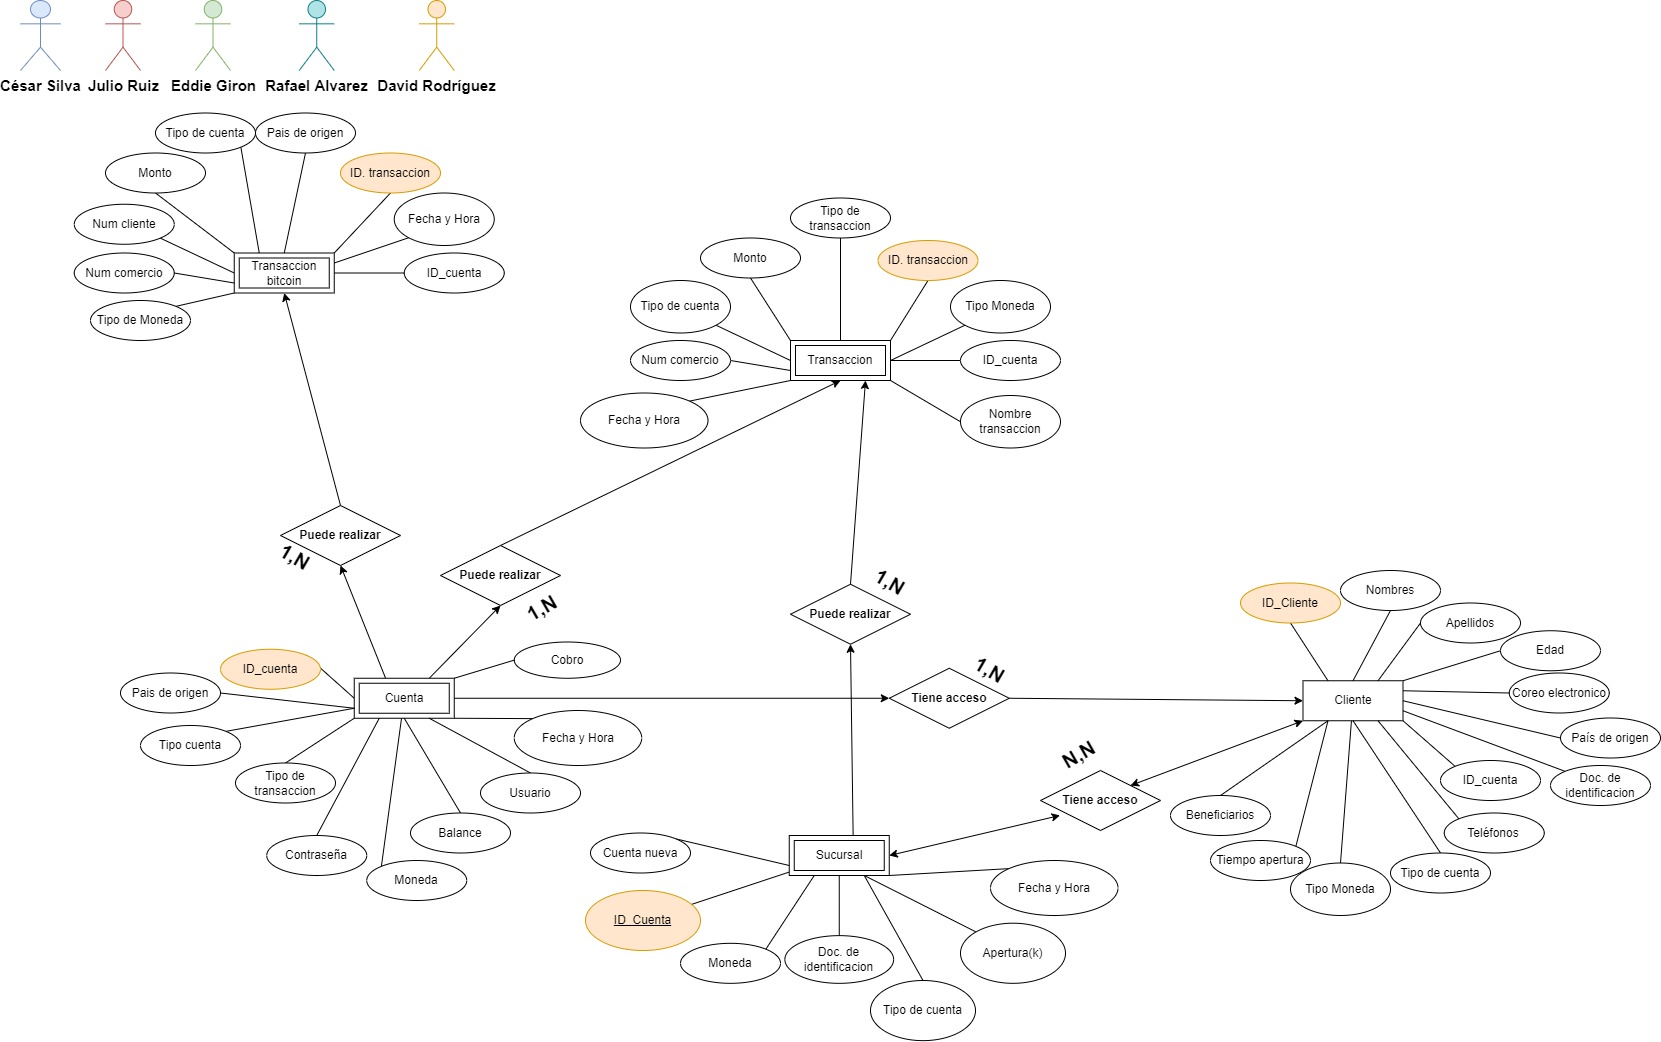 César Silva
Julio Ruiz
Eddie Giron
Rafael Alvarez
David Rodríguez
Tipo de cuenta
Pais de origen
Monto
ID. transaccion
Num cliente
Fecha y Hora
Num comercio
Transaccion
bitcoin
ID_cuenta
Tipo de Moneda
Tipo de
transaccion
Monto
ID. transaccion
Tipo de cuenta
Tipo Moneda
Num comercio
Transaccion
ID_cuenta
Fecha y Hora
Nombre
transaccion
Puede realizar
1,N
Puede realizar
1,N
Puede realizar
1,N
ID_cuenta
Cobro
Pais de origen
Cuenta
Tipo cuenta
Fecha y Hora
Tipo de
transaccion
Usuario
Contraseña
Balance
Moneda
Tiene acceso
1,N
Tiene acceso
N,N
ID_Cliente
Nombres
Apellidos
Edad
Cliente
Coreo electronico
País de origen
ID_cuenta
Doc. de
identificacion
Beneficiarios
Teléfonos
Tiempo apertura
Tipo Moneda
Tipo de cuenta
Cuenta nueva
Sucursal
Fecha y Hora
ID_Cuenta
Moneda
Doc. de
identificacion
Apertura(k)
Tipo de cuenta